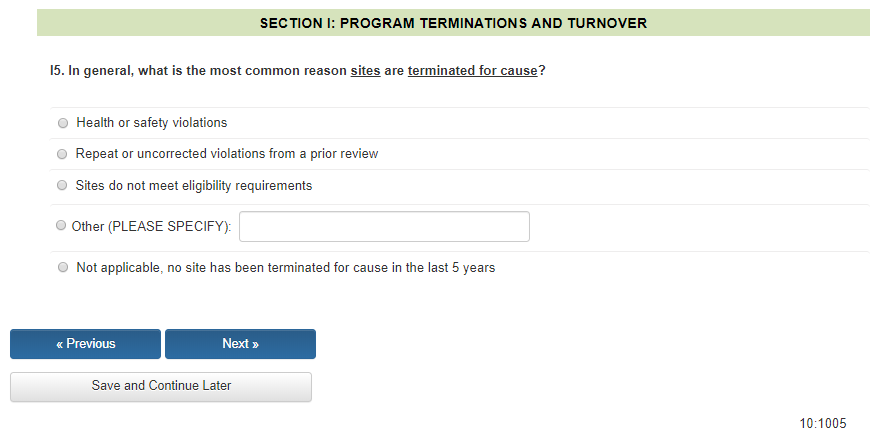 SECTION I: PROGRAM TERMINATIONS AND TURNOVER
I5. In general, what is the most common reason sites are terminated for cause?
Health or safety violations
Repeat or uncorrected violations from a prior review
Sites do not meet eligibility requirements
Other (PLEASE SPECIFY):
Not applicable, no site has been terminated for cause in the last 5 years
« Previous
Next »
Save and Continue Later
10:1005